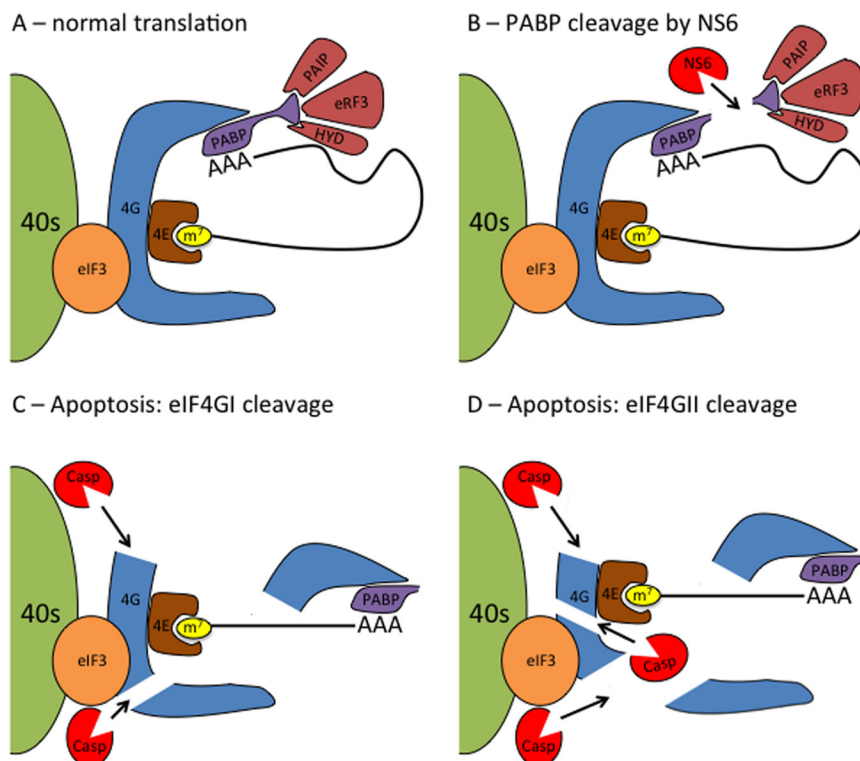 A – normal translation
PAIP
eRF3
HYD
PABP
AAA
4G
4E
m7
40s
eIF3
B – PABP cleavage by NS6
NS6
PAIP
eRF3
HYD
PABP
AAA
4G
4E
m7
40s
eIF3
C – Apoptosis: eIF4GI cleavage
Casp
4G
4E
m7
PABP
AAA
40s
eIF3
Casp
D – Apoptosis: eIF4GII cleavage
Casp
PABP
4G
4E
m7
AAA
40s
eIF3
Casp
Casp